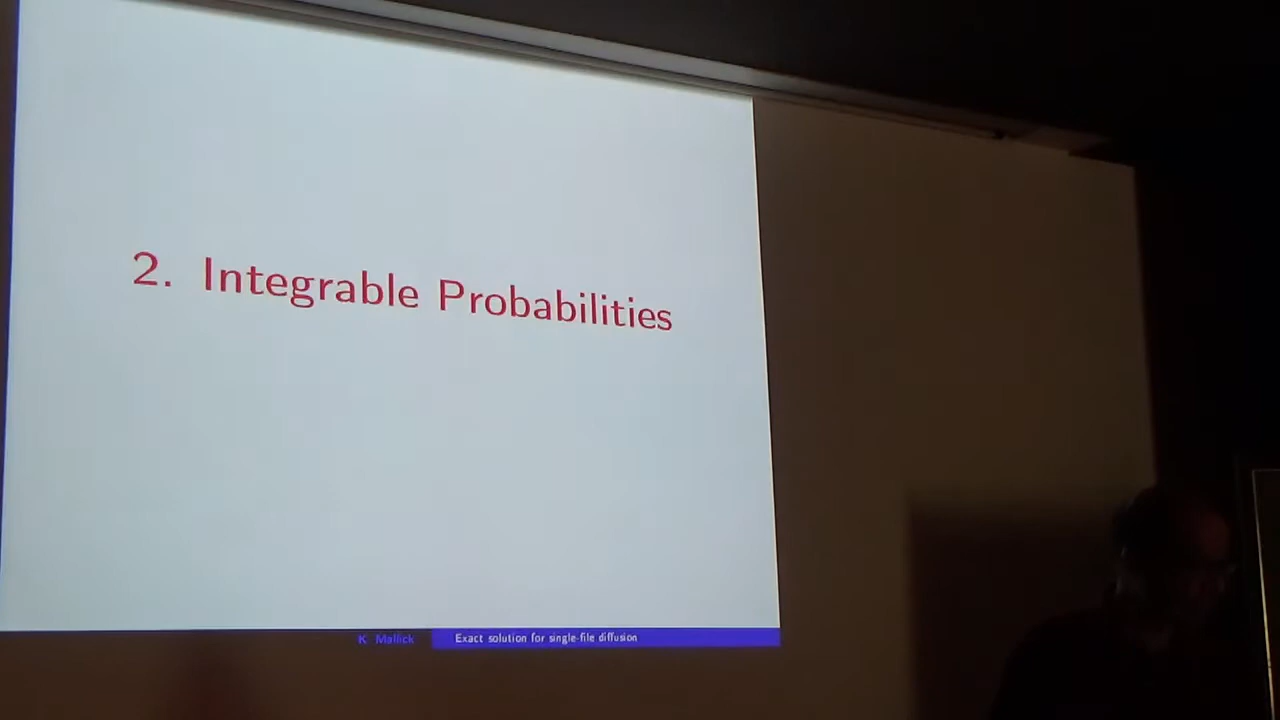 2. Integrable Probabilities
K. Mallick
Exact solution for single-file diffusion